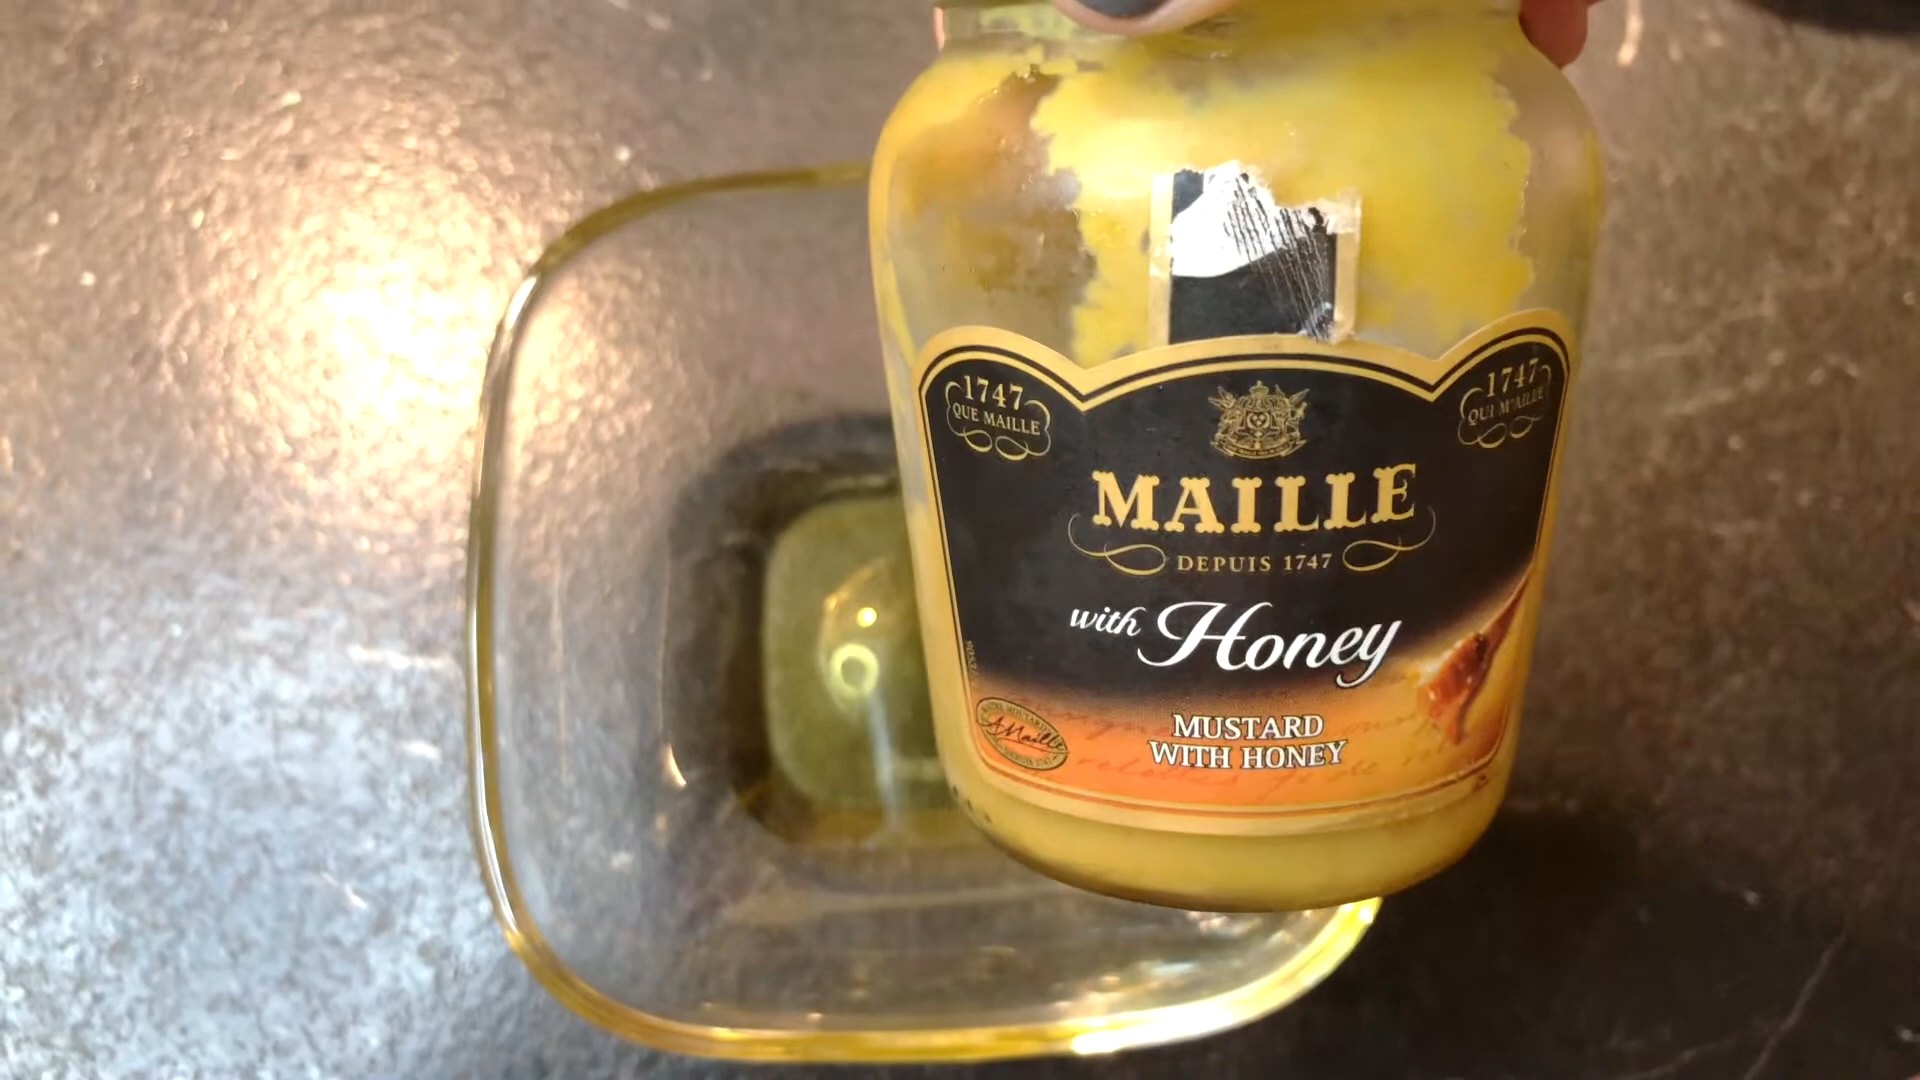 1747
QUE MAILLE
1747
QUI M'AILLE
MAILLE
DEPUIS 1747
with Honey
MUSTARD
WITH HONEY